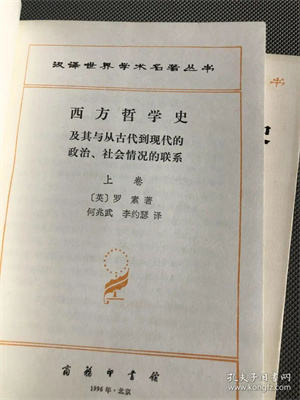 汉译世界学术名著丛书
西方哲学史
及其与从古代到现代的
政治、社会情况的联系
上卷
〔英〕罗素著
何兆武 李约瑟 译
商务印书馆
1996年·北京
孔夫子旧书网